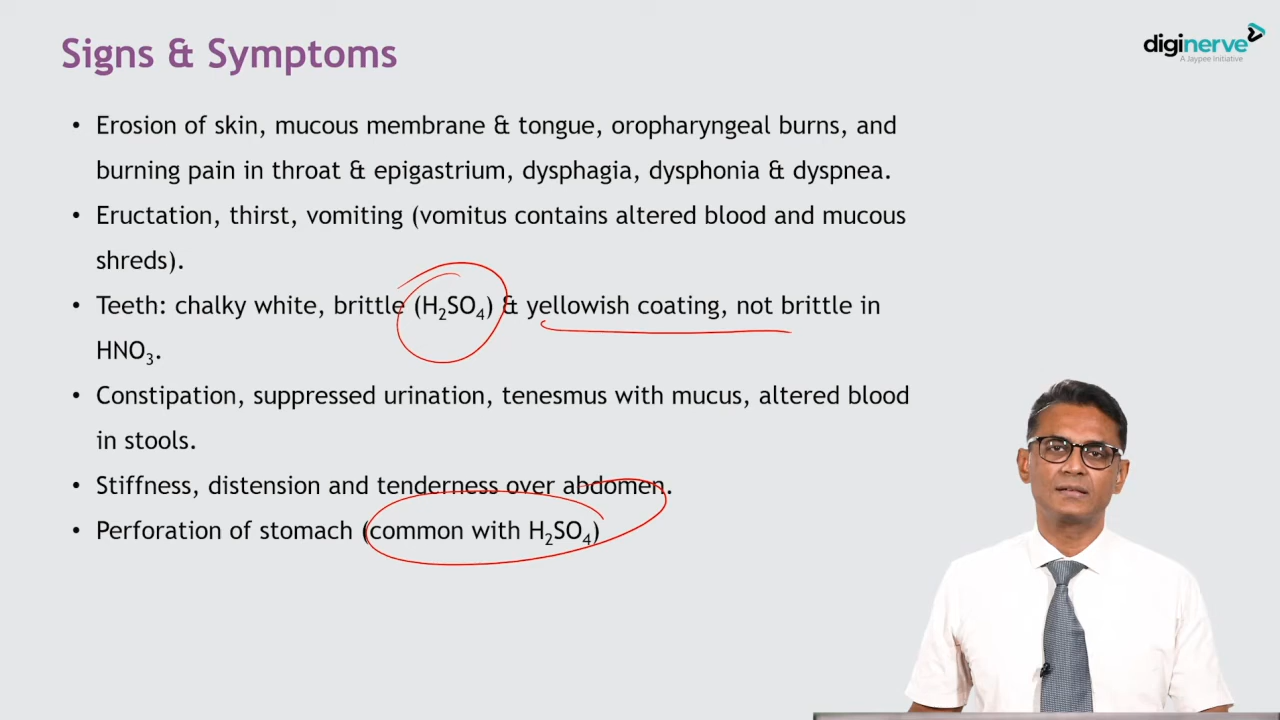 Signs & Symptoms
diginerve
A Jaypee Initiative
• Erosion of skin, mucous membrane & tongue, oropharyngeal burns, and
burning pain in throat & epigastrium, dysphagia, dysphonia & dyspnea.
• Eructation, thirst, vomiting (vomitus contains altered blood and mucous
shreds).
• Teeth: chalky white, brittle (H₂SO₄) & yellowish coating, not brittle in
HNO₃.
• Constipation, suppressed urination, tenesmus with mucus, altered blood
in stools.
• Stiffness, distension and tenderness over abdomen.
• Perforation of stomach (common with H₂SO₄)